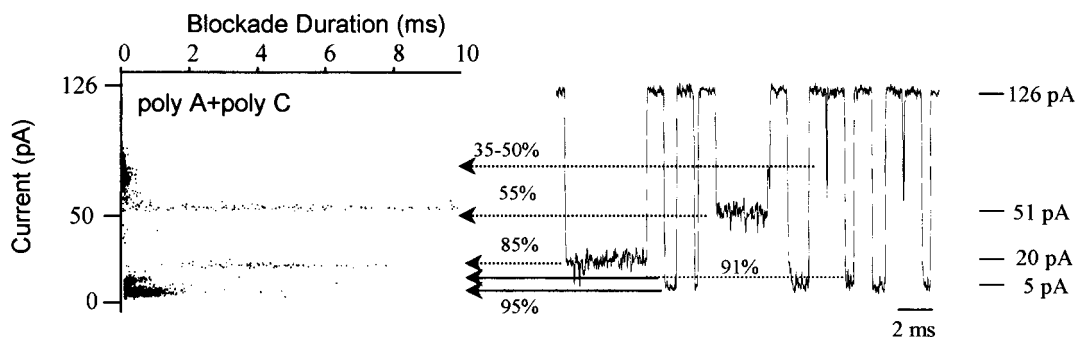 Blockade Duration (ms)
0 2 4 6 8 10
Current (pA)
126
50
0
poly A+poly C
35-50%
55%
85%
91%
95%
126 pA
51 pA
20 pA
5 pA
2 ms